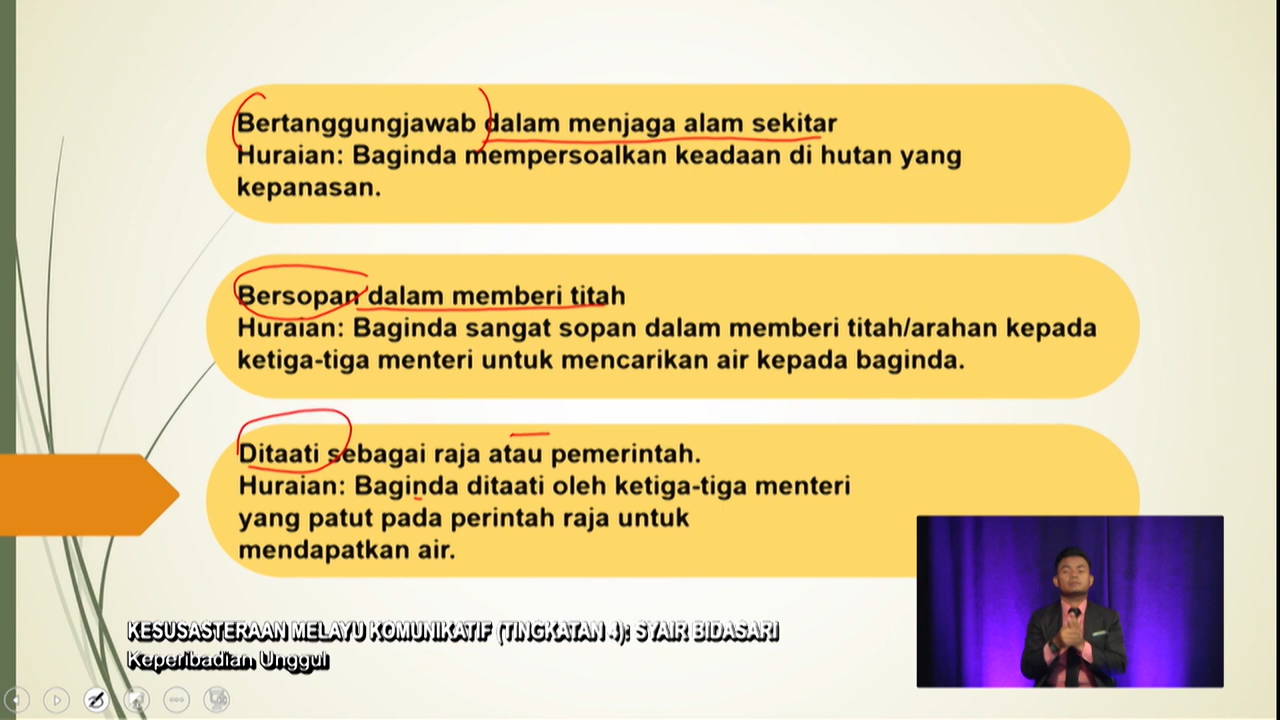 Bertanggungjawab dalam menjaga alam sekitar
Huraian: Baginda mempersoalkan keadaan di hutan yang
kepanasan.
Bersopan dalam memberi titah
Huraian: Baginda sangat sopan dalam memberi titah/arahan kepada
ketiga-tiga menteri untuk mencarikan air kepada baginda.
Ditaati sebagai raja atau pemerintah.
Huraian: Baginda ditaati oleh ketiga-tiga menteri
yang patut pada perintah raja untuk
mendapatkan air.
KESUSASTERAAN MELAYU KOMUNIKATIF (TINGKATAN 4): SYAIR BIDASARI
Keperibadian Unggul